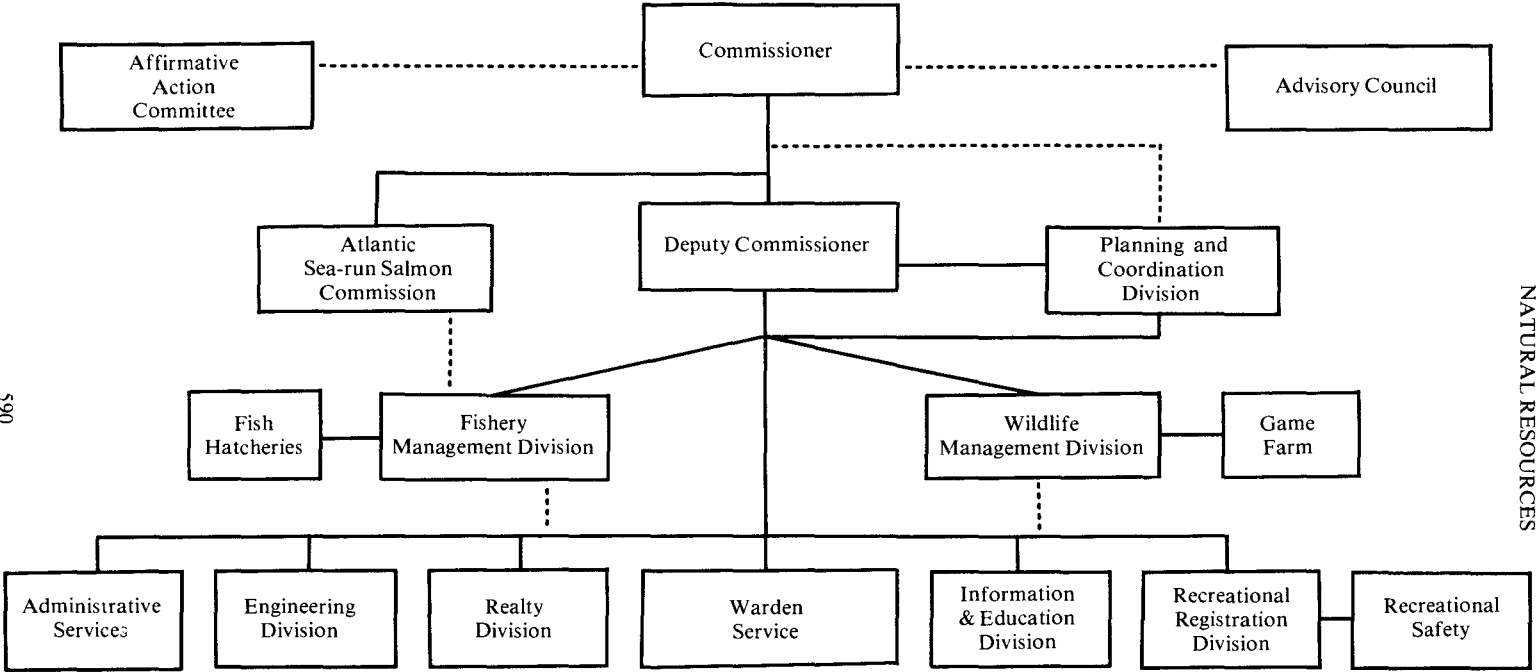 Commissioner
Affirmative
Action
Committee
Advisory Council
Atlantic
Sea-run Salmon
Commission
Deputy Commissioner
Planning and
Coordination
Division
Fish
Hatcheries
Fishery
Management Division
Wildlife
Management Division
Game
Farm
Administrative
Services
Engineering
Division
Realty
Division
Warden
Service
Information
& Education
Division
Recreational
Registration
Division
Recreational
Safety
NATURAL RESOURCES
590